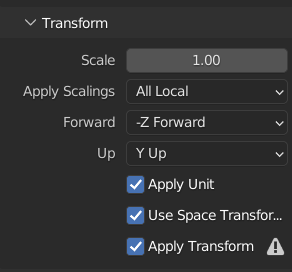 Transform
Scale 1.00
Apply Scalings All Local
Forward -Z Forward
Up Y Up
Apply Unit
Use Space Transfor...
Apply Transform